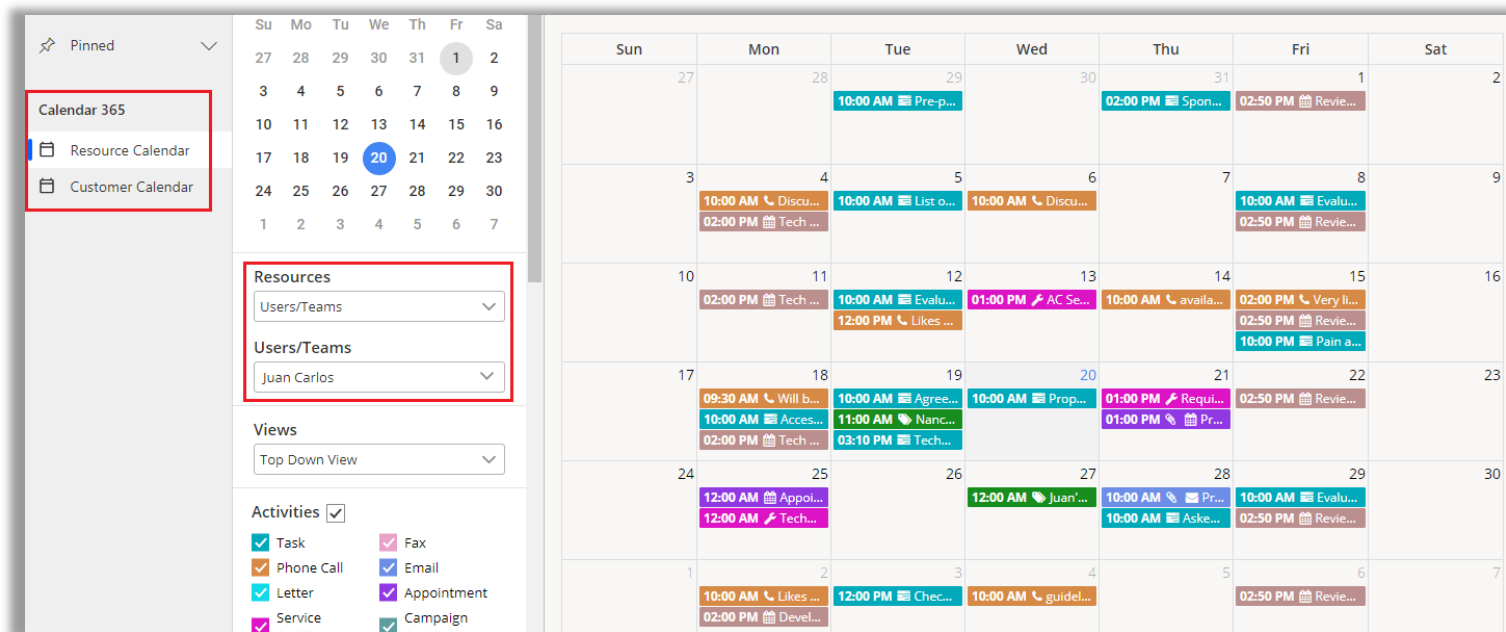 Pinned
Calendar 365
Resource Calendar
Customer Calendar
Su Mo Tu We Th Fr Sa
27 28 29 30 31 1 2
3 4 5 6 7 8 9
10 11 12 13 14 15 16
17 18 19 20 21 22 23
24 25 26 27 28 29 30
1 2 3 4 5 6 7
Resources
Users/Teams
Users/Teams
Juan Carlos
Views
Top Down View
Activities
Task Fax
Phone Call Email
Letter Appointment
Service Campaign
Sun Mon Tue Wed Thu Fri Sat
27 28 29 30 31 1 2
10:00 AM Pre-p... 02:00 PM Spon... 02:50 PM Revie...
3 4 5 6 7 8 9
10:00 AM Discu... 10:00 AM List o... 10:00 AM Discu... 10:00 AM Evalu...
02:00 PM Tech ... 02:50 PM Revie...
10 11 12 13 14 15 16
02:00 PM Tech ... 10:00 AM Evalu... 01:00 PM AC Se... 10:00 AM availa... 02:00 PM Very li...
12:00 PM Likes ... 02:50 PM Revie...
10:00 PM Pain a...
17 18 19 20 21 22 23
09:30 AM Will b... 10:00 AM Agree... 10:00 AM Prop... 01:00 PM Requi... 02:50 PM Revie...
10:00 AM Acces... 11:00 AM Nanc... 01:00 PM Pr...
02:00 PM Tech ... 03:10 PM Tech...
24 25 26 27 28 29 30
12:00 AM Appoi... 12:00 AM Juan'... 10:00 AM Pr... 10:00 AM Evalu...
12:00 AM Tech... 10:00 AM Aske... 02:50 PM Revie...
1 2 3 4 5 6 7
10:00 AM Likes ... 12:00 PM Chec... 10:00 AM guidel... 02:50 PM Revie...
02:00 PM Devel...